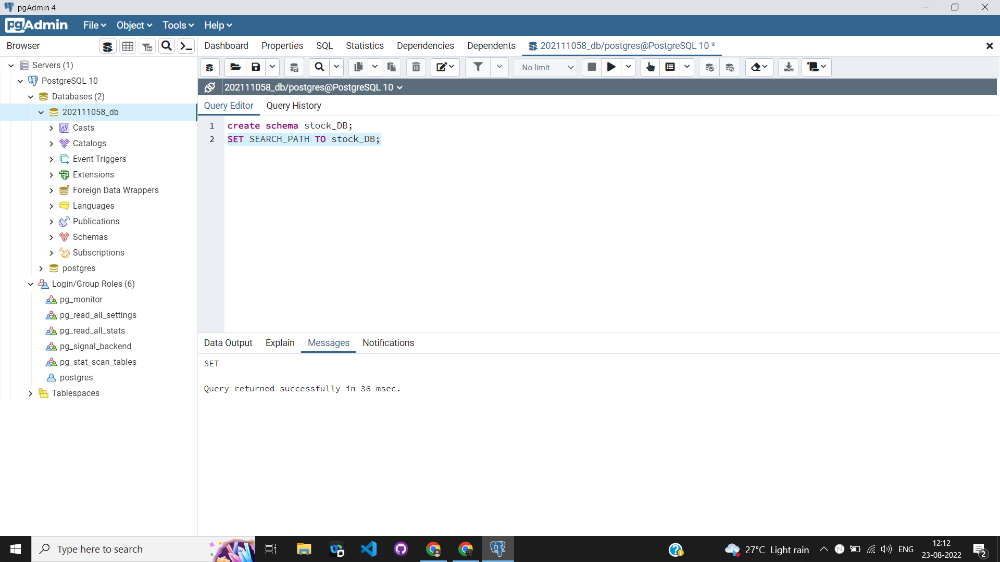 pgAdmin 4
pgAdmin File Object Tools Help
Browser
Dashboard Properties SQL Statistics Dependencies Dependents 202111058_db/postgres@PostgreSQL 10 *
No limit
202111058_db/postgres@PostgreSQL 10
Query Editor Query History
1 create schema stock_DB;
2 SET SEARCH_PATH TO stock_DB;
Servers (1)
PostgreSQL 10
Databases (2)
202111058_db
Casts
Catalogs
Event Triggers
Extensions
Foreign Data Wrappers
Languages
Publications
Schemas
Subscriptions
postgres
Login/Group Roles (6)
pg_monitor
pg_read_all_settings
pg_read_all_stats
pg_signal_backend
pg_stat_scan_tables
postgres
Tablespaces
Data Output Explain Messages Notifications
SET
Query returned successfully in 36 msec.
Type here to search
27°C Light rain
ENG
12:12
23-08-2022
2